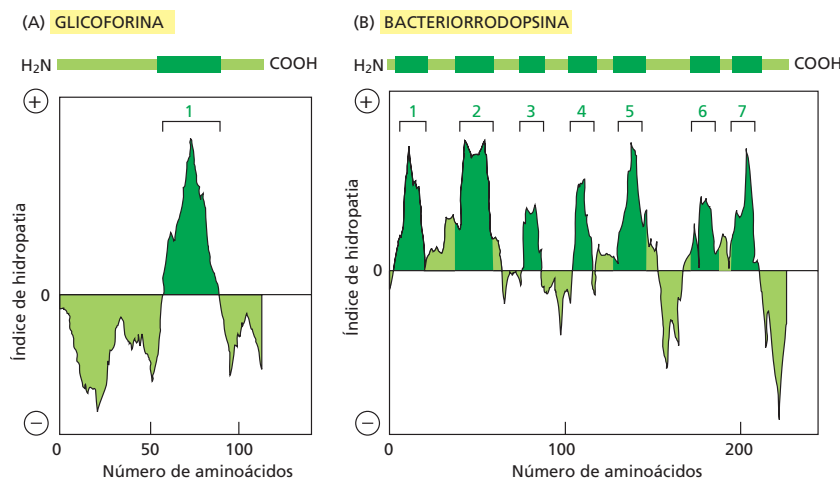 (A) GLICOFORINA
H₂N COOH
+
1
Índice de hidropatia
0
−
0 50 100
Número de aminoácidos
(B) BACTERIORRODOPSINA
H₂N COOH
+
1 2 3 4 5 6 7
Índice de hidropatia
0
−
0 100 200
Número de aminoácidos